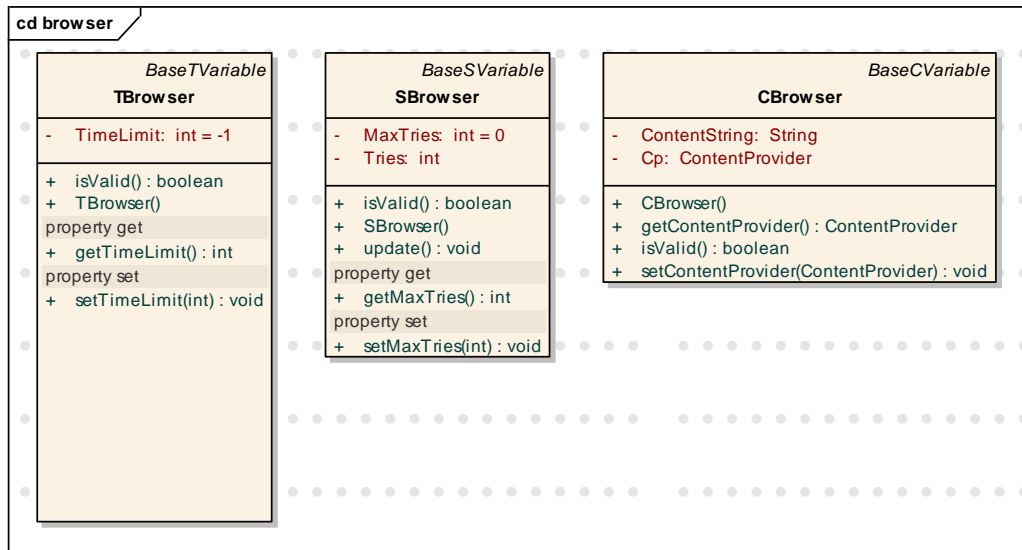 cd browser
BaseTVariable
TBrowser
- TimeLimit: int = -1
+ isValid() : boolean
+ TBrowser()
property get
+ getTimeLimit() : int
property set
+ setTimeLimit(int) : void
BaseSVariable
SBrowser
- MaxTries: int = 0
- Tries: int
+ isValid() : boolean
+ SBrowser()
+ update() : void
property get
+ getMaxTries() : int
property set
+ setMaxTries(int) : void
BaseCVariable
CBrowser
- ContentString: String
- Cp: ContentProvider
+ CBrowser()
+ getContentProvider() : ContentProvider
+ isValid() : boolean
+ setContentProvider(ContentProvider) : void